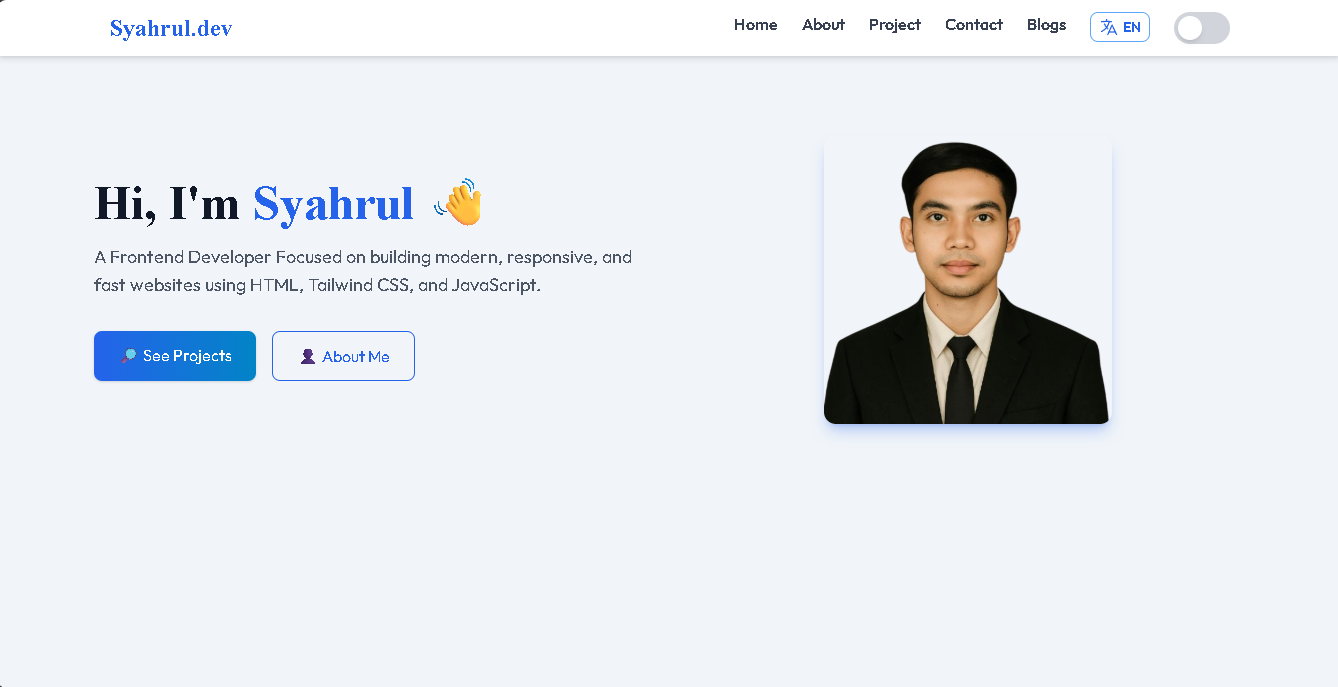 Syahrul.dev
Home About Project Contact Blogs EN
Hi, I'm Syahrul
A Frontend Developer Focused on building modern, responsive, and
fast websites using HTML, Tailwind CSS, and JavaScript.
See Projects
About Me